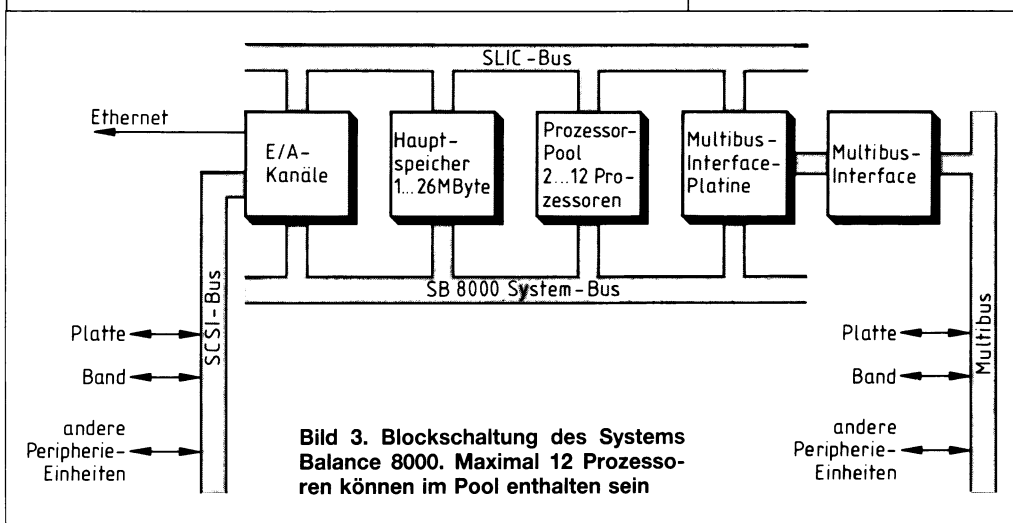 SLIC-Bus
Ethernet
E/A-
Kanäle
Haupt-
speicher
1...26MByte
Prozessor-
Pool
2...12 Pro-
zessoren
Multibus-
Interface-
Platine
Multibus-
Interface
SB 8000 System-Bus
SCSI-Bus
Platte
Band
andere
Peripherie-
Einheiten
Multibus
Platte
Band
andere
Peripherie-
Einheiten
Bild 3. Blockschaltung des Systems
Balance 8000. Maximal 12 Prozesso-
ren können im Pool enthalten sein